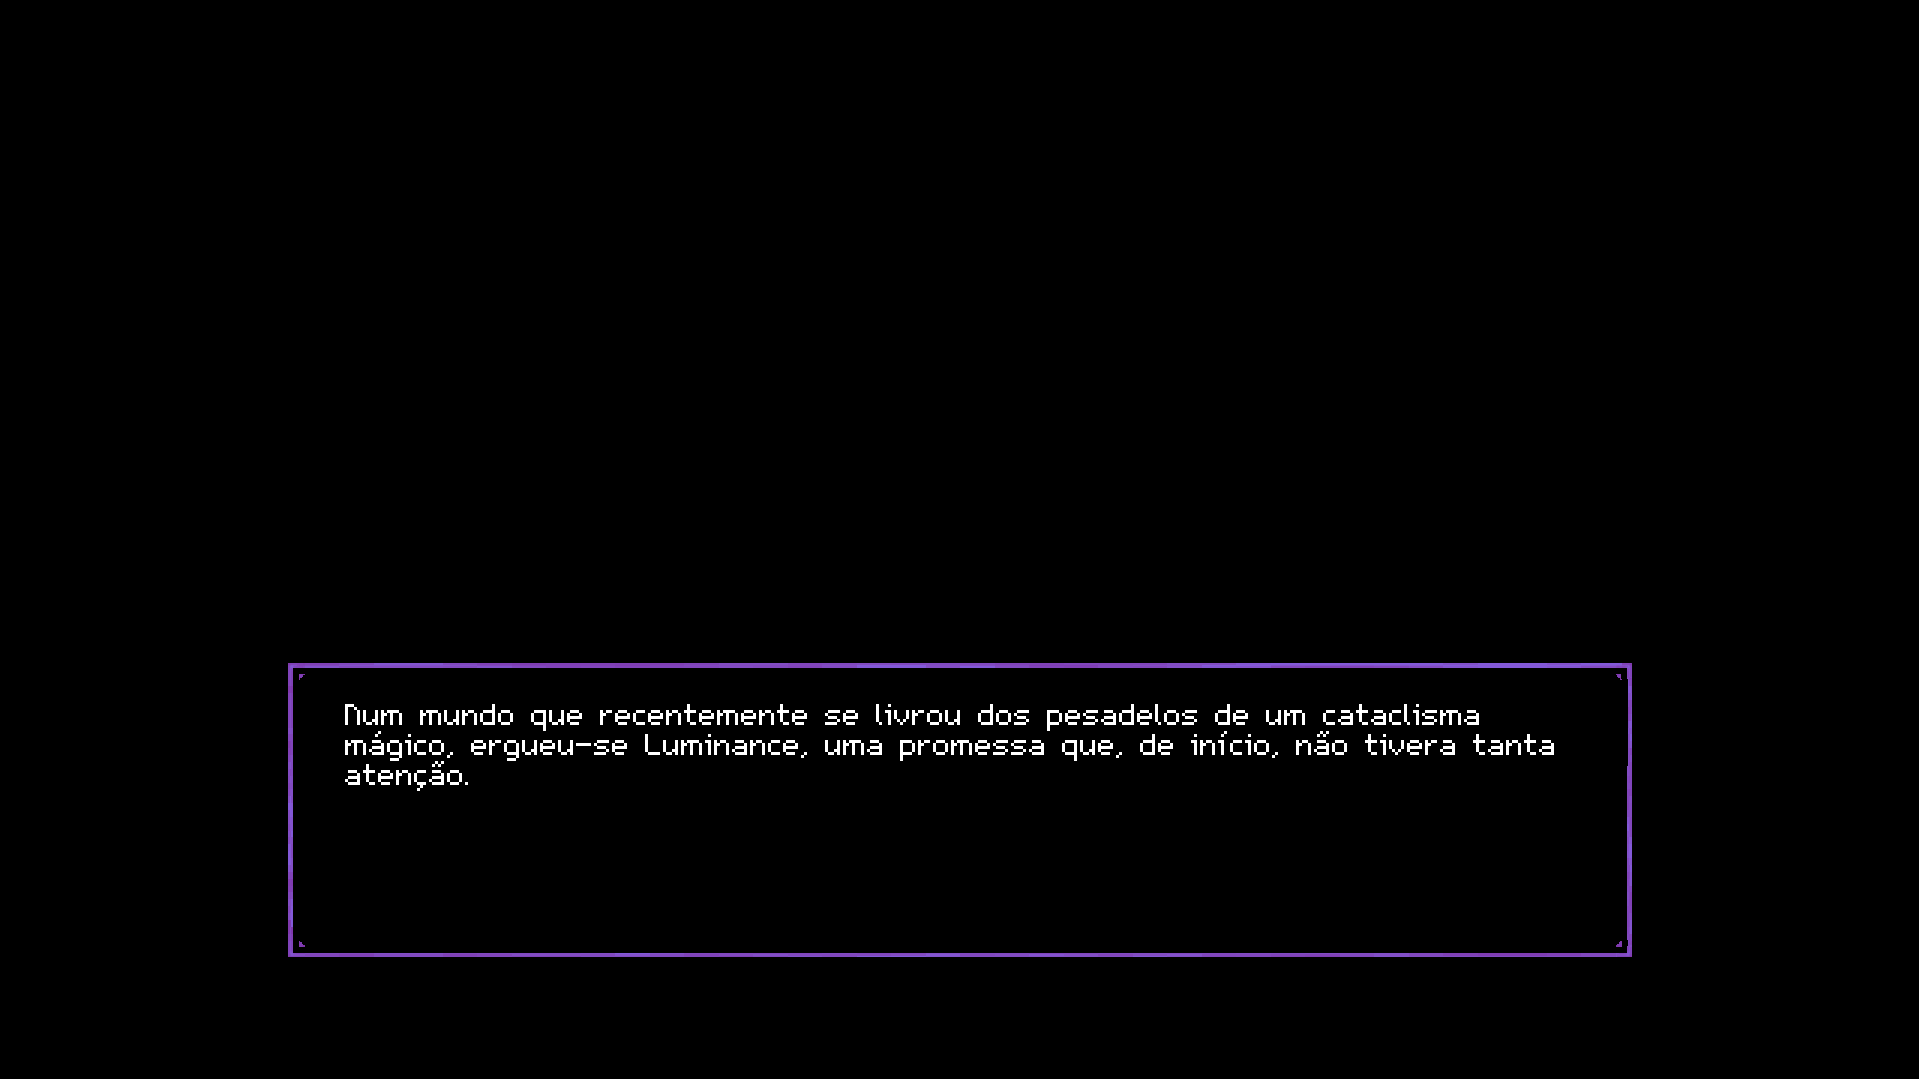 Num mundo que recentemente se livrou dos pesadelos de um cataclisma
mágico, ergueu-se Luminance, uma promessa que, de início, não tivera tanta
atenção.